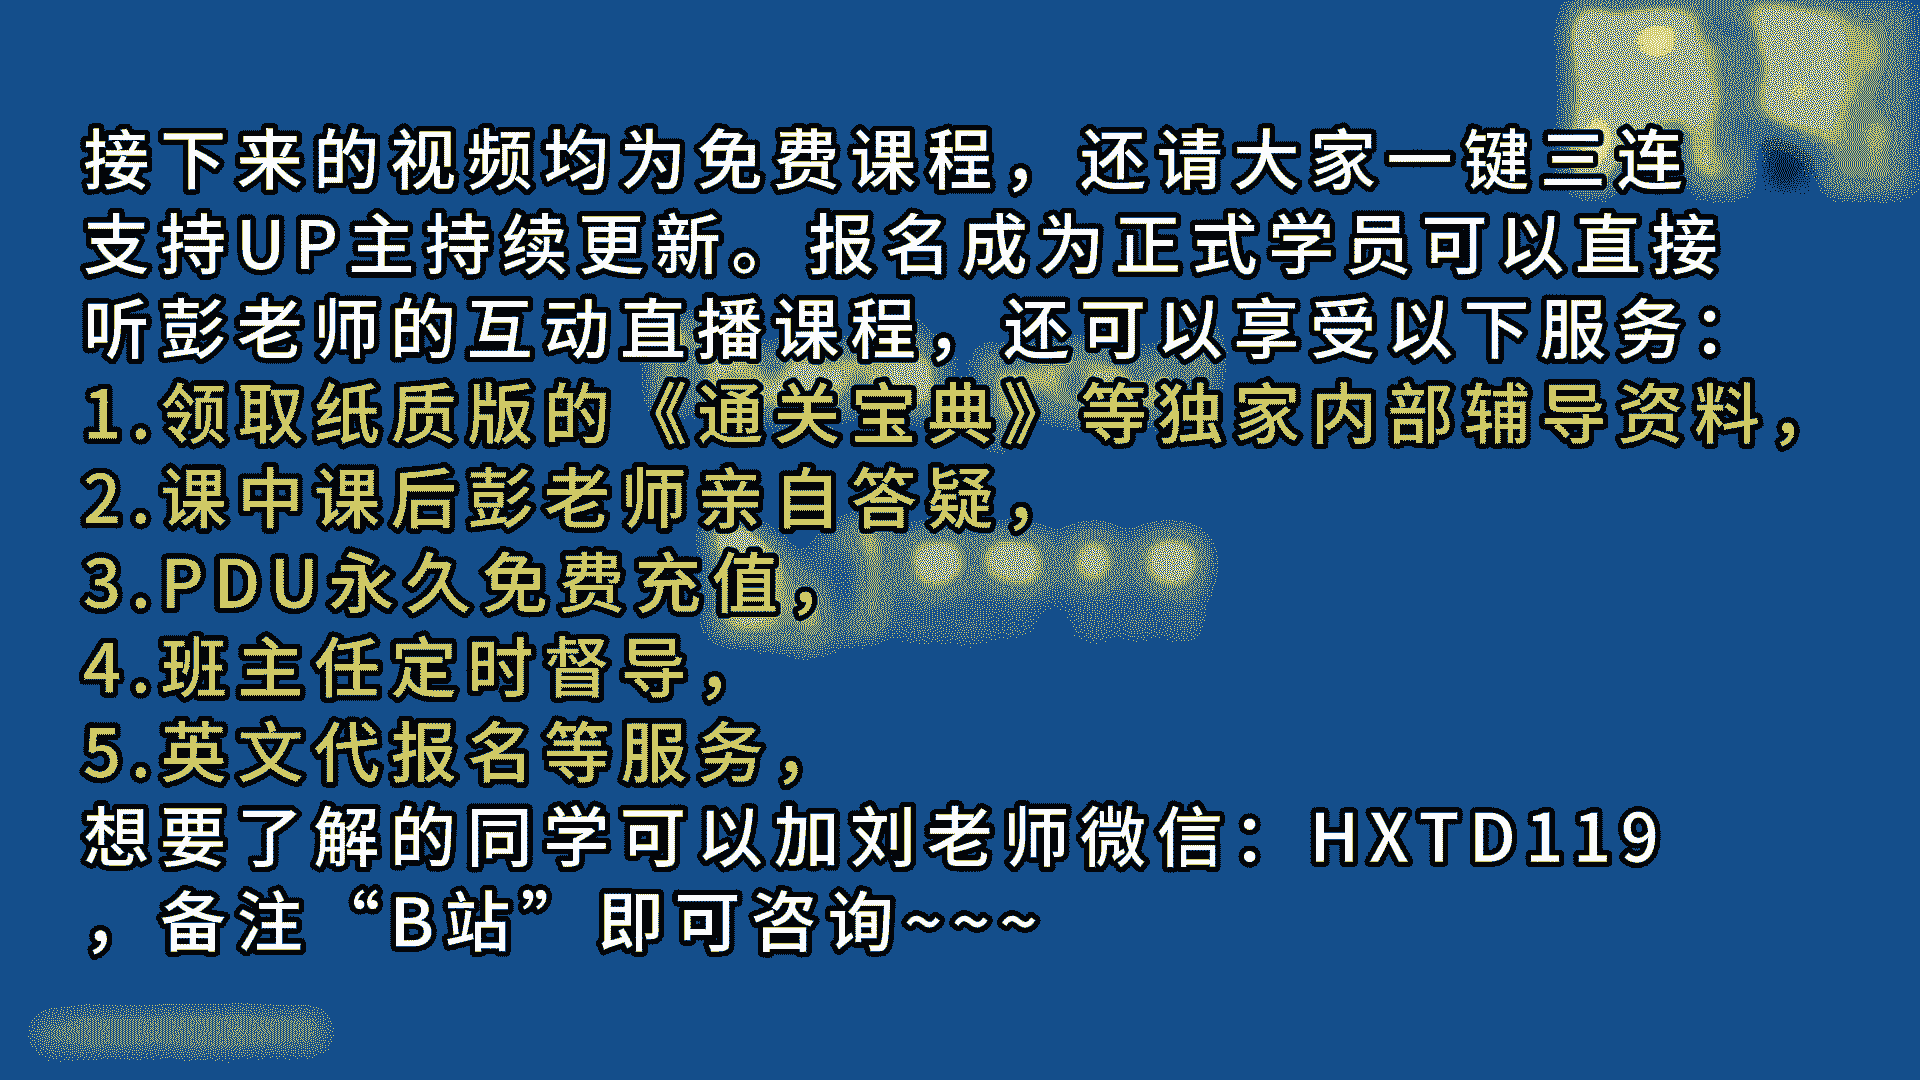 接下来的视频均为免费课程，还请大家一键三连
支持UP主持续更新。报名成为正式学员可以直接
听彭老师的互动直播课程，还可以享受以下服务：
1.领取纸质版的《通关宝典》等独家内部辅导资料，
2.课中课后彭老师亲自答疑，
3.PDU永久免费充值，
4.班主任定时督导，
5.英文代报名等服务，
想要了解的同学可以加刘老师微信：HXTD119
，备注“B站”即可咨询~~~